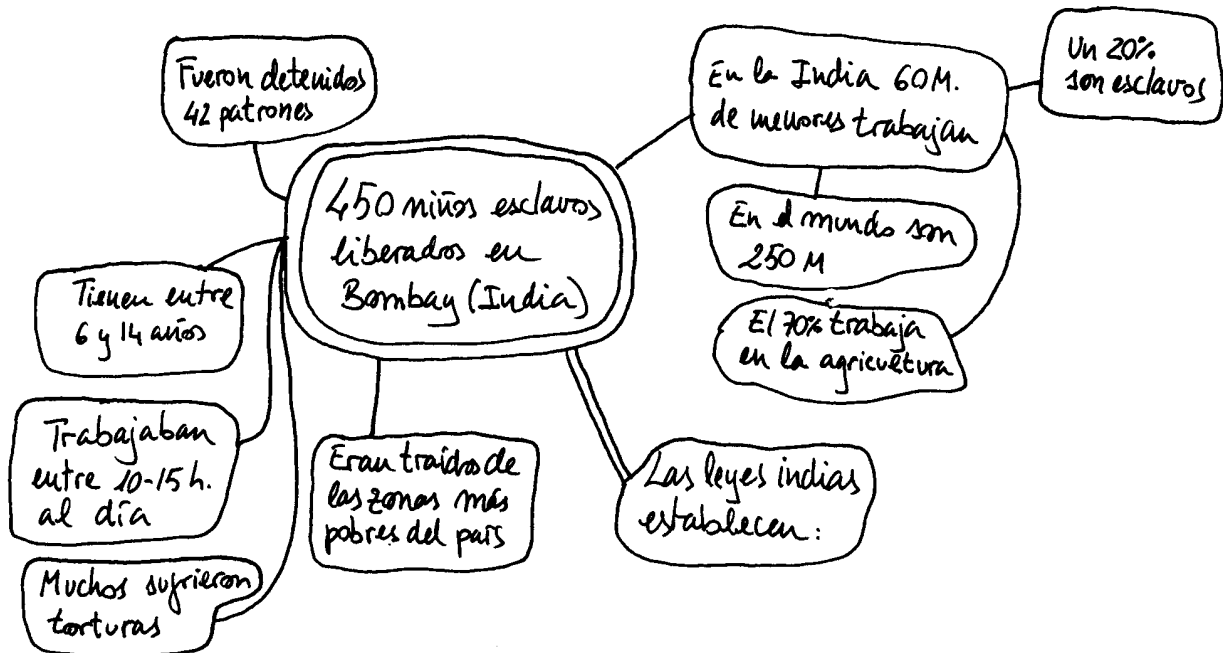 Fueron detenidos
42 patrones
En la India 60 M.
de menores trabajan
Un 20%
son esclavos
450 niños esclavos
liberados en
Bombay (India)
En el mundo son
250 M
Tienen entre
6 y 14 años
El 70% trabaja
en la agricultura
Trabajaban
entre 10-15 h.
al día
Eran traídos de
las zonas más
pobres del país
Las leyes indias
establecen:
Muchos sufrieron
torturas